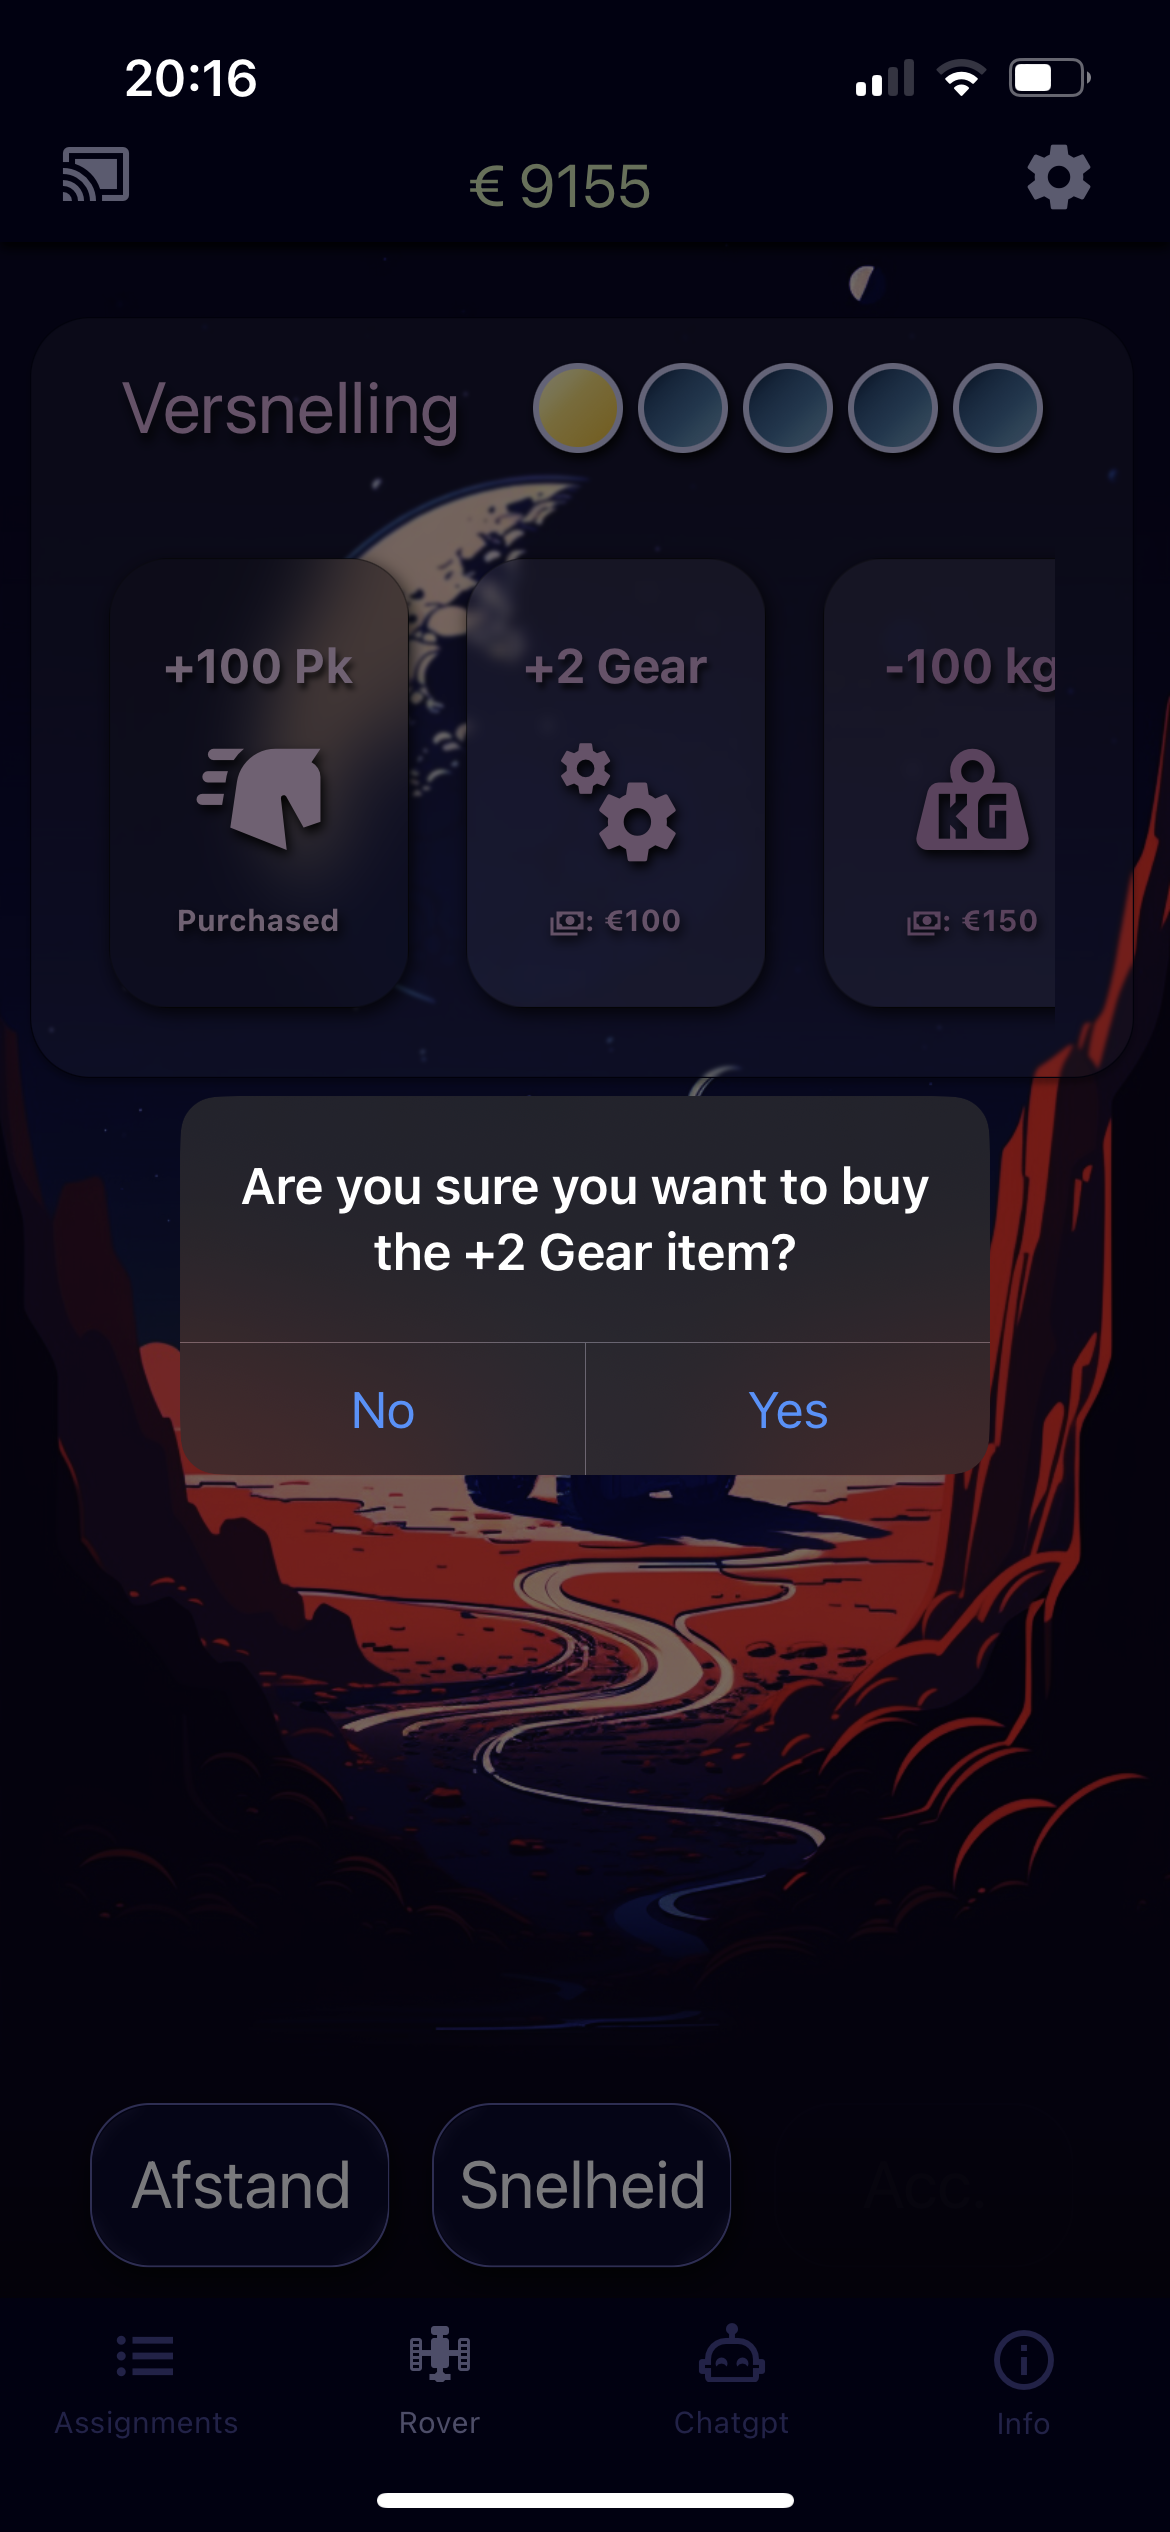 20:16
€ 9155
Versnelling
+100 Pk
Purchased
+2 Gear
: €100
-100 kg
KG
: €150
Are you sure you want to buy
the +2 Gear item?
No
Yes
Afstand
Snelheid
Acc.
Assignments
Rover
Chatgpt
Info